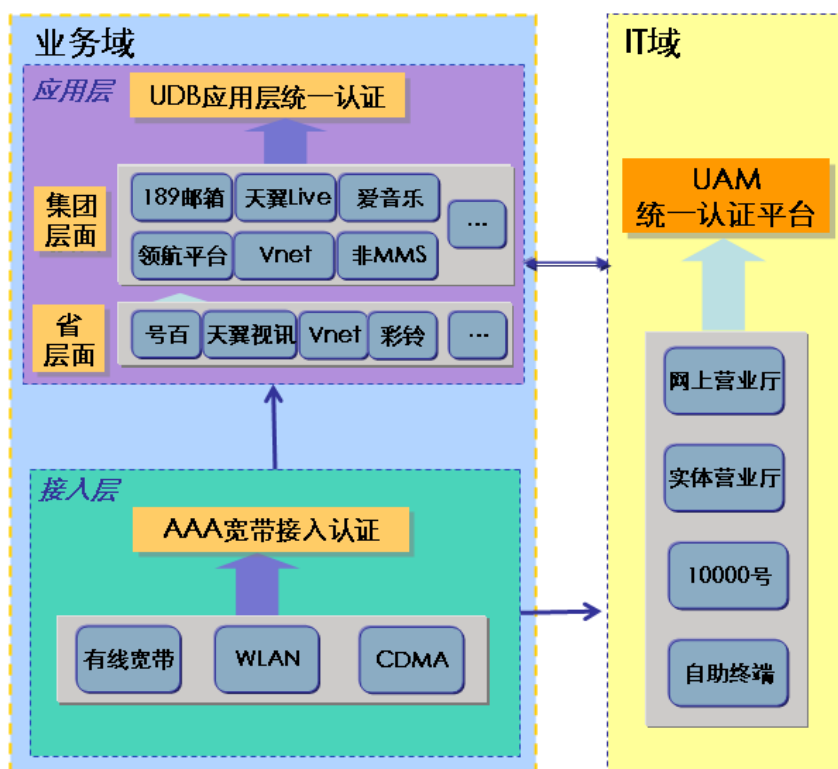 业务域
应用层
UDB应用层统一认证
集团
层面
189邮箱
天翼Live
爱音乐
...
领航平台
Vnet
非MMS
省
层面
号百
天翼视讯
Vnet
彩铃
...
接入层
AAA宽带接入认证
有线宽带
WLAN
CDMA
IT域
UAM
统一认证平台
网上营业厅
实体营业厅
10000号
自助终端